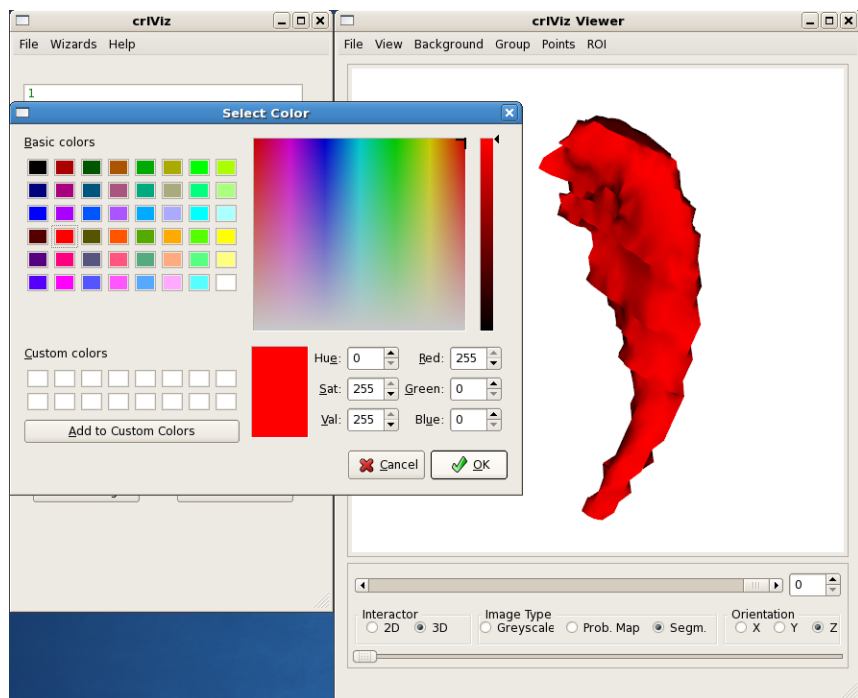 crlViz
File Wizards Help
1
crlViz Viewer
File View Background Group Points ROI
Select Color
Basic colors
Custom colors
Add to Custom Colors
Hue: 0 Red: 255
Sat: 255 Green: 0
Val: 255 Blue: 0
Cancel OK
0
Interactor Image Type Orientation
2D 3D Greyscale Prob. Map Segm. X Y Z